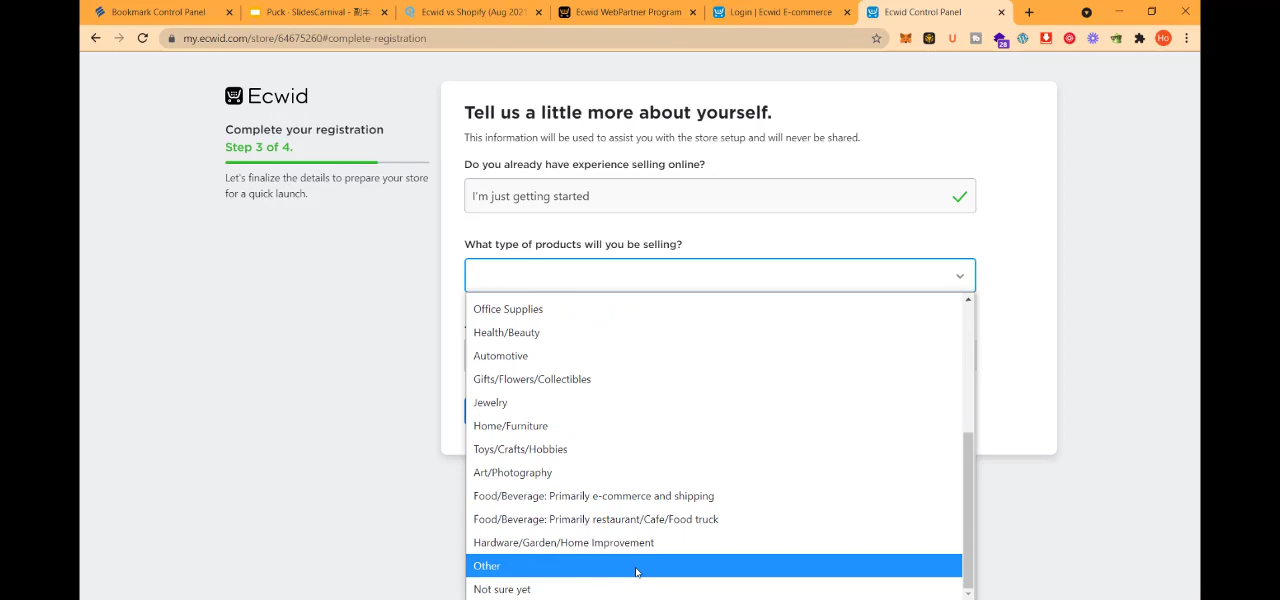 Bookmark Control Panel
Puck · SlidesCarnival - 副本
Ecwid vs Shopify (Aug 2021
Ecwid WebPartner Program
Login | Ecwid E-commerce
Ecwid Control Panel
my.ecwid.com/store/64675260#complete-registration
28
Ho
Ecwid
Complete your registration
Step 3 of 4.
Let's finalize the details to prepare your store
for a quick launch.
Tell us a little more about yourself.
This information will be used to assist you with the store setup and will never be shared.
Do you already have experience selling online?
I'm just getting started
What type of products will you be selling?
Office Supplies
Health/Beauty
Automotive
Gifts/Flowers/Collectibles
Jewelry
Home/Furniture
Toys/Crafts/Hobbies
Art/Photography
Food/Beverage: Primarily e-commerce and shipping
Food/Beverage: Primarily restaurant/Cafe/Food truck
Hardware/Garden/Home Improvement
Other
Not sure yet